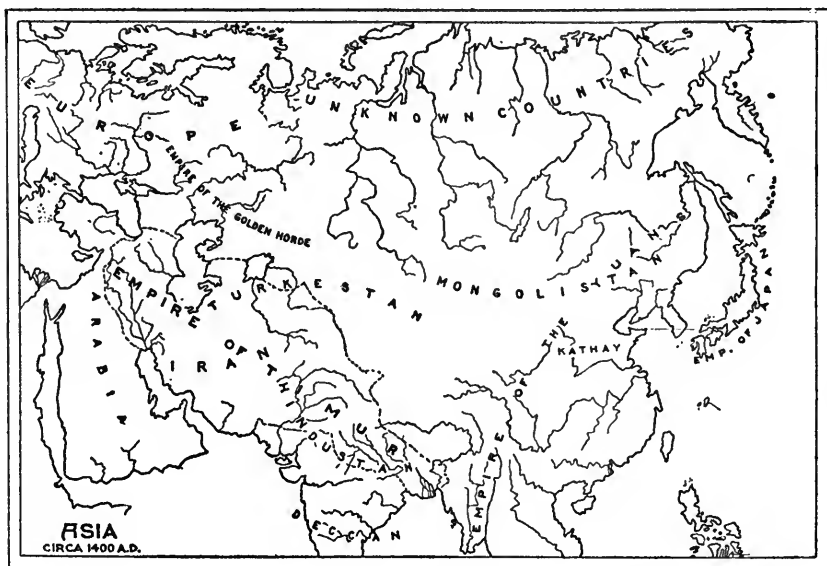 EUROPE
UNKNOWN COUNTRIES
EMPIRE OF THE GOLDEN HORDE
MONGOLISTAN
TURKESTAN
EMPIRE OF TIMUR
IRAN
ARABIA
HINDUSTAN
DECCAN
EMPIRE OF THE YUANS
KATHAY
EMP. OF JAPAN
ASIA
CIRCA 1400 A.D.